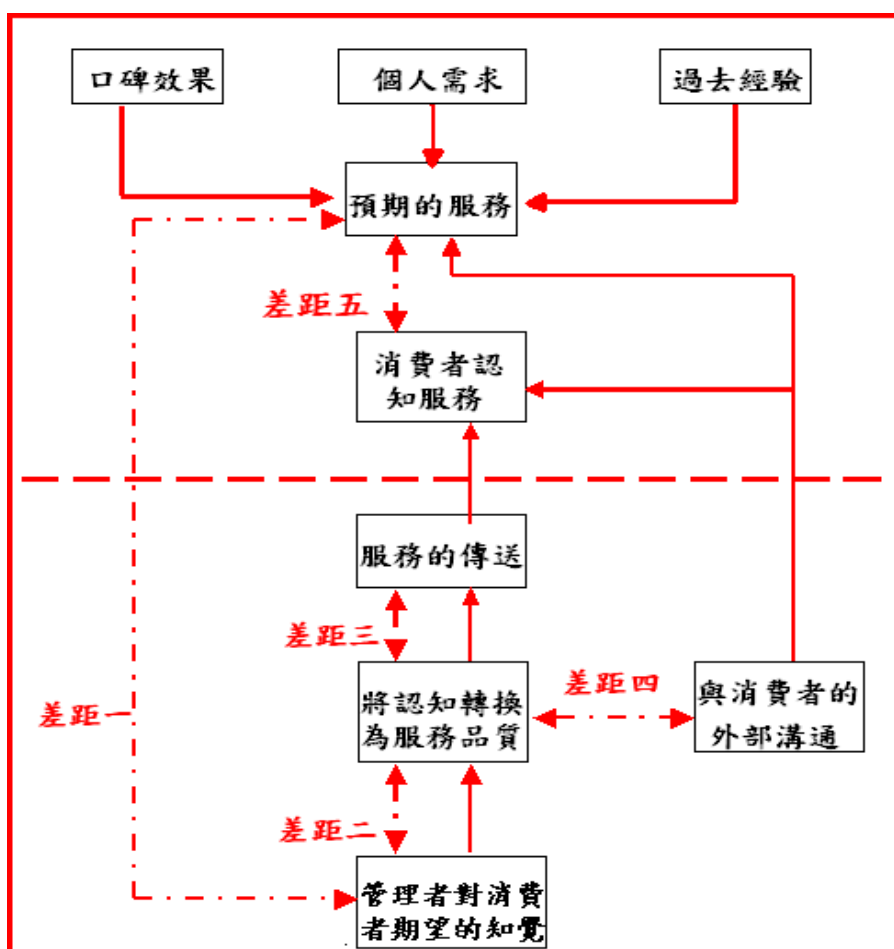 口碑效果
個人需求
過去經驗
預期的服務
差距五
消費者認
知服務
服務的傳送
差距三
將認知轉換
為服務品質
差距四
與消費者的
外部溝通
差距一
差距二
管理者對消費
者期望的知覺